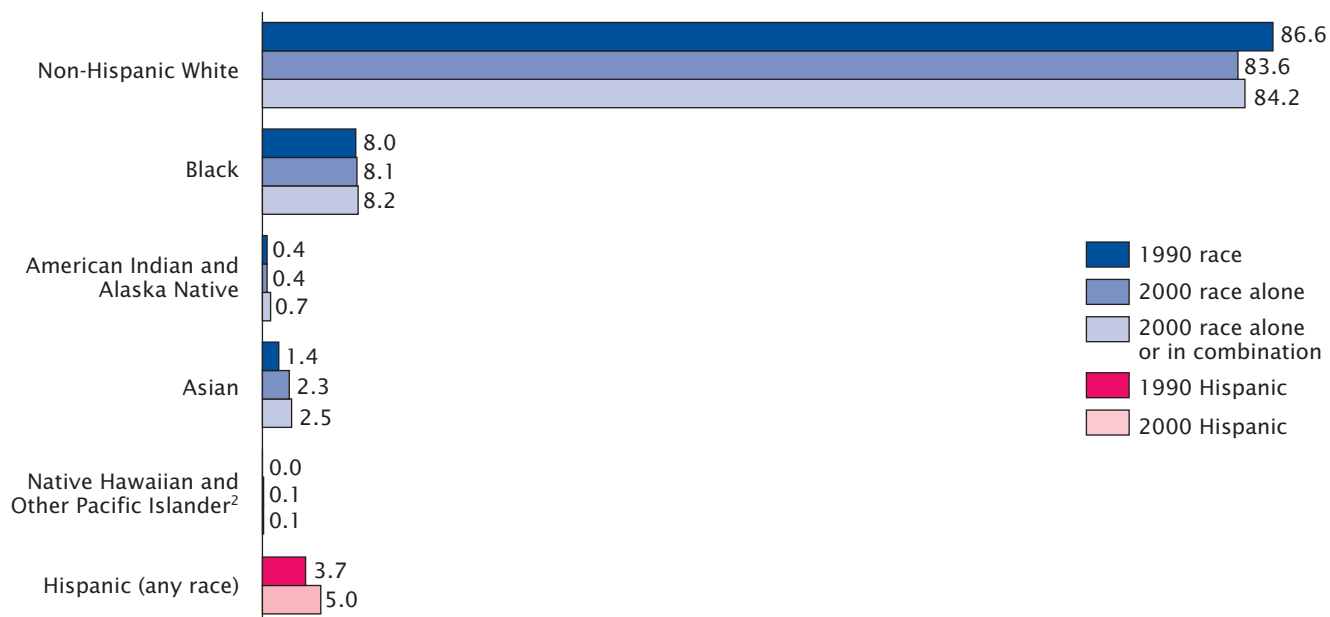 Non-Hispanic White
86.6
83.6
84.2
Black
8.0
8.1
8.2
American Indian and
Alaska Native
0.4
0.4
0.7
Asian
1.4
2.3
2.5
Native Hawaiian and
Other Pacific Islander²
0.0
0.1
0.1
Hispanic (any race)
3.7
5.0
1990 race
2000 race alone
2000 race alone
or in combination
1990 Hispanic
2000 Hispanic